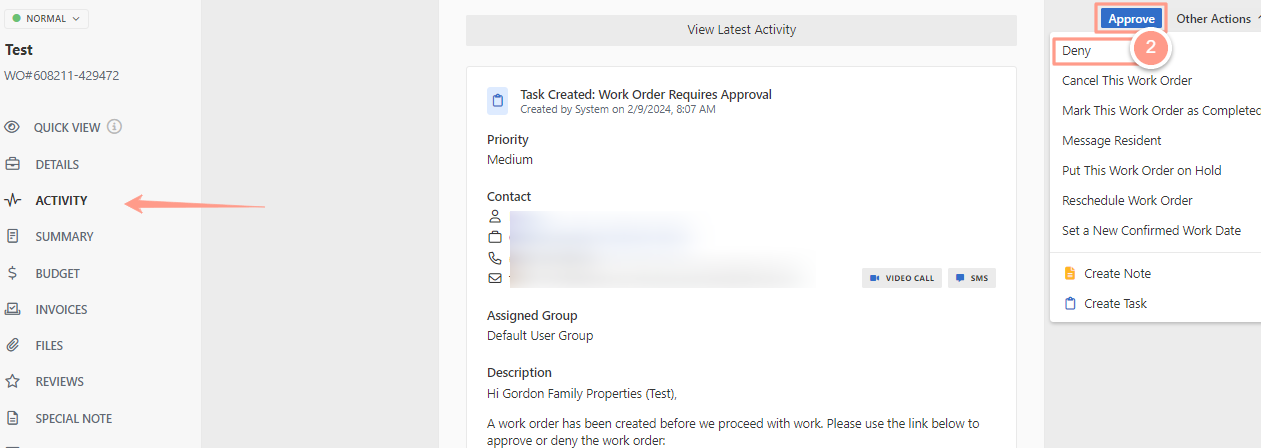 NORMAL
Test
WO#608211-429472
QUICK VIEW
DETAILS
ACTIVITY
SUMMARY
BUDGET
INVOICES
FILES
REVIEWS
SPECIAL NOTE
View Latest Activity
Task Created: Work Order Requires Approval
Created by System on 2/9/2024, 8:07 AM
Priority
Medium
Contact
VIDEO CALL
SMS
Assigned Group
Default User Group
Description
Hi Gordon Family Properties (Test),
A work order has been created before we proceed with work. Please use the link below to
approve or deny the work order:
Approve
Other Actions
2
Deny
Cancel This Work Order
Mark This Work Order as Completed
Message Resident
Put This Work Order on Hold
Reschedule Work Order
Set a New Confirmed Work Date
Create Note
Create Task